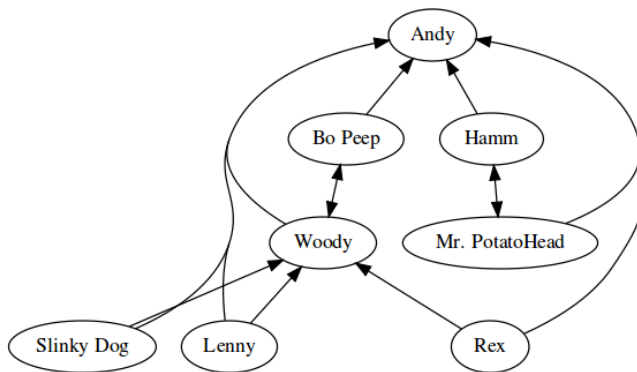 Andy
Bo Peep
Hamm
Woody
Mr. PotatoHead
Slinky Dog
Lenny
Rex